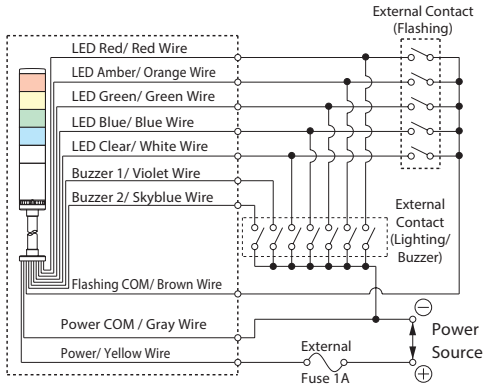 External Contact
(Flashing)
LED Red/ Red Wire
LED Amber/ Orange Wire
LED Green/ Green Wire
LED Blue/ Blue Wire
LED Clear/ White Wire
Buzzer 1/ Violet Wire
Buzzer 2/ Skyblue Wire
External
Contact
(Lighting/
Buzzer)
Flashing COM/ Brown Wire
Power COM / Gray Wire
Power/ Yellow Wire
External
Fuse 1A
−
Power
Source
+